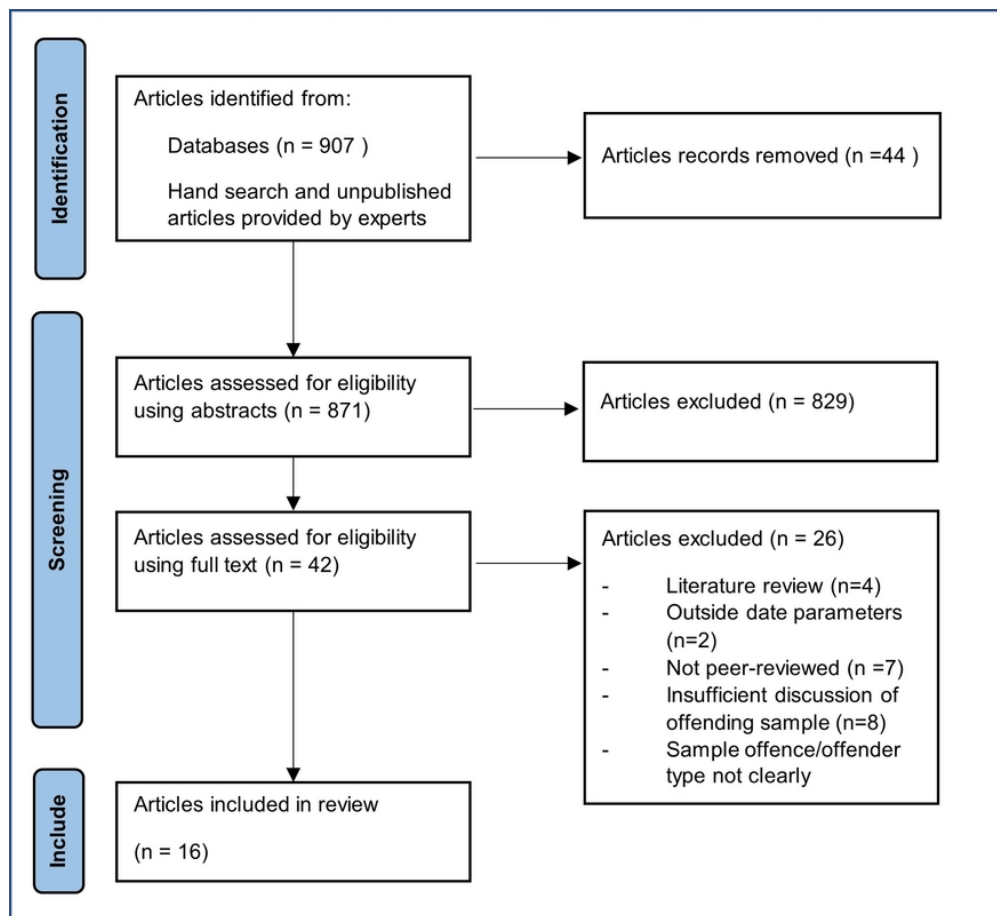 Identification
Articles identified from:
Databases (n = 907 )
Hand search and unpublished
articles provided by experts
Articles records removed (n =44 )
Screening
Articles assessed for eligibility
using abstracts (n = 871)
Articles excluded (n = 829)
Articles assessed for eligibility
using full text (n = 42)
Articles excluded (n = 26)
- Literature review (n=4)
- Outside date parameters
(n=2)
- Not peer-reviewed (n =7)
- Insufficient discussion of
offending sample (n=8)
- Sample offence/offender
type not clearly
Include
Articles included in review
(n = 16)